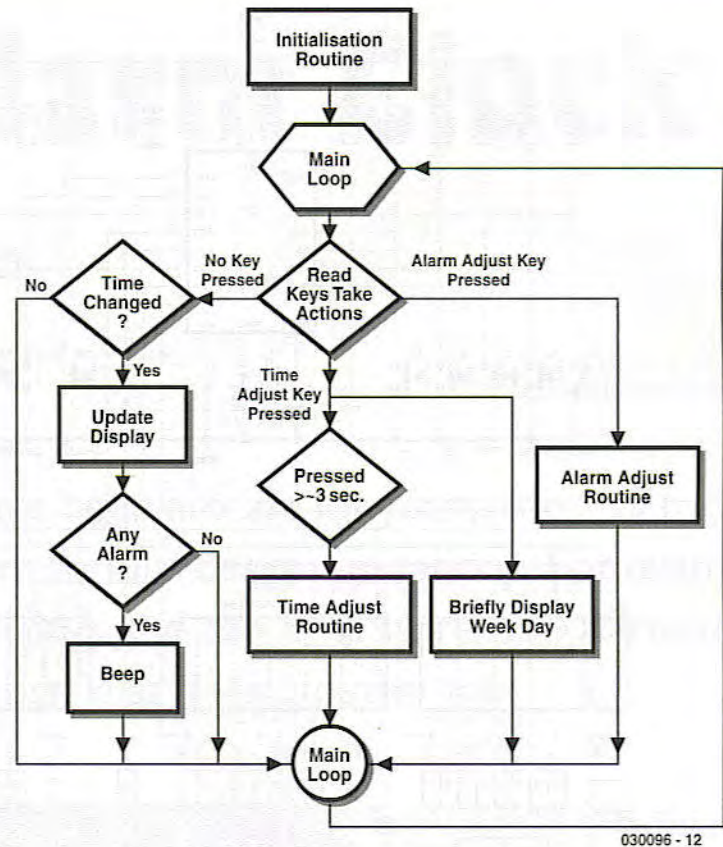 Initialisation
Routine
Main
Loop
No Key
Pressed
Read
Keys Take
Actions
Alarm Adjust Key
Pressed
No
Time
Changed
?
Yes
Time
Adjust Key
Pressed
Update
Display
Pressed
>~3 sec.
Alarm Adjust
Routine
Any
Alarm
?
No
Yes
Time Adjust
Routine
Briefly Display
Week Day
Beep
Main
Loop
030096 - 12